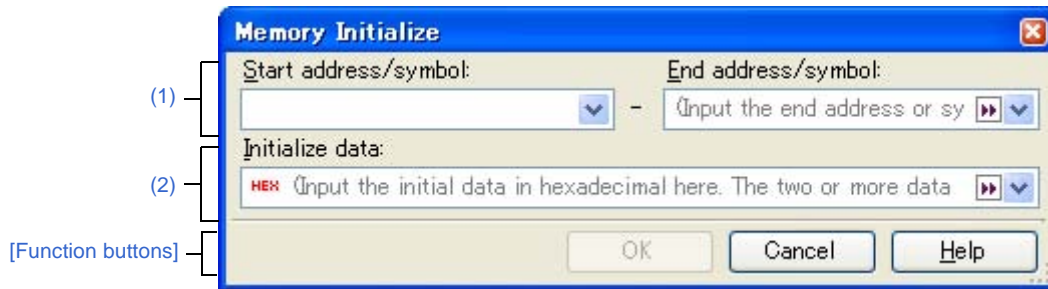 Memory Initialize
Start address/symbol: End address/symbol:
(1)
- (Input the end address or sy
Initialize data:
(2)
HEX (Input the initial data in hexadecimal here. The two or more data
[Function buttons]
OK Cancel Help